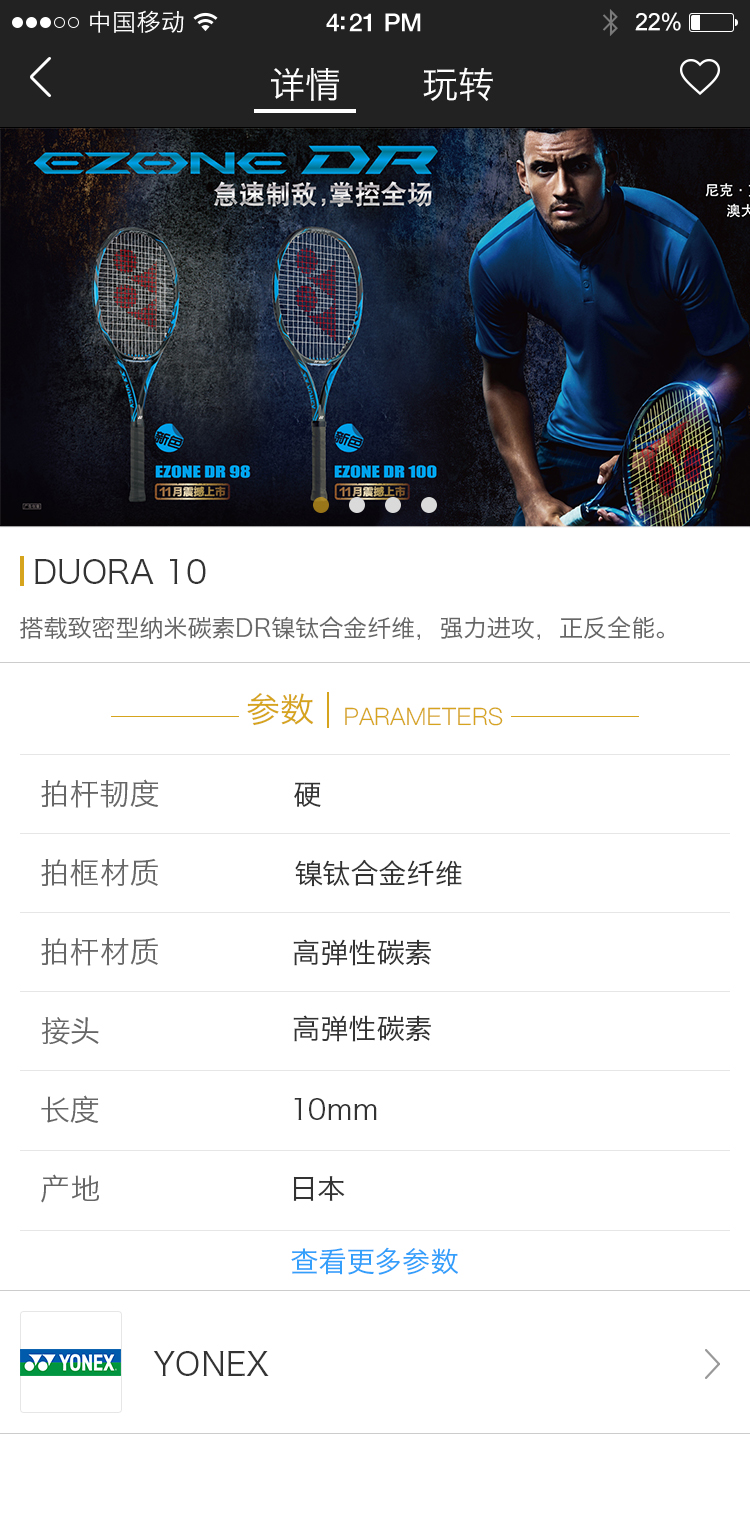 中国移动
4:21 PM
22%
详情
玩转
EZONE DR
急速制敌,掌控全场
尼克·
澳大
新色
新色
EZONE DR 98
EZONE DR 100
11月震撼上市
11月震撼上市
DUORA 10
搭载致密型纳米碳素DR镍钛合金纤维，强力进攻，正反全能。
参数
PARAMETERS
拍杆韧度 硬
拍框材质 镍钛合金纤维
拍杆材质 高弹性碳素
接头 高弹性碳素
长度 10mm
产地 日本
查看更多参数
YONEX
YONEX